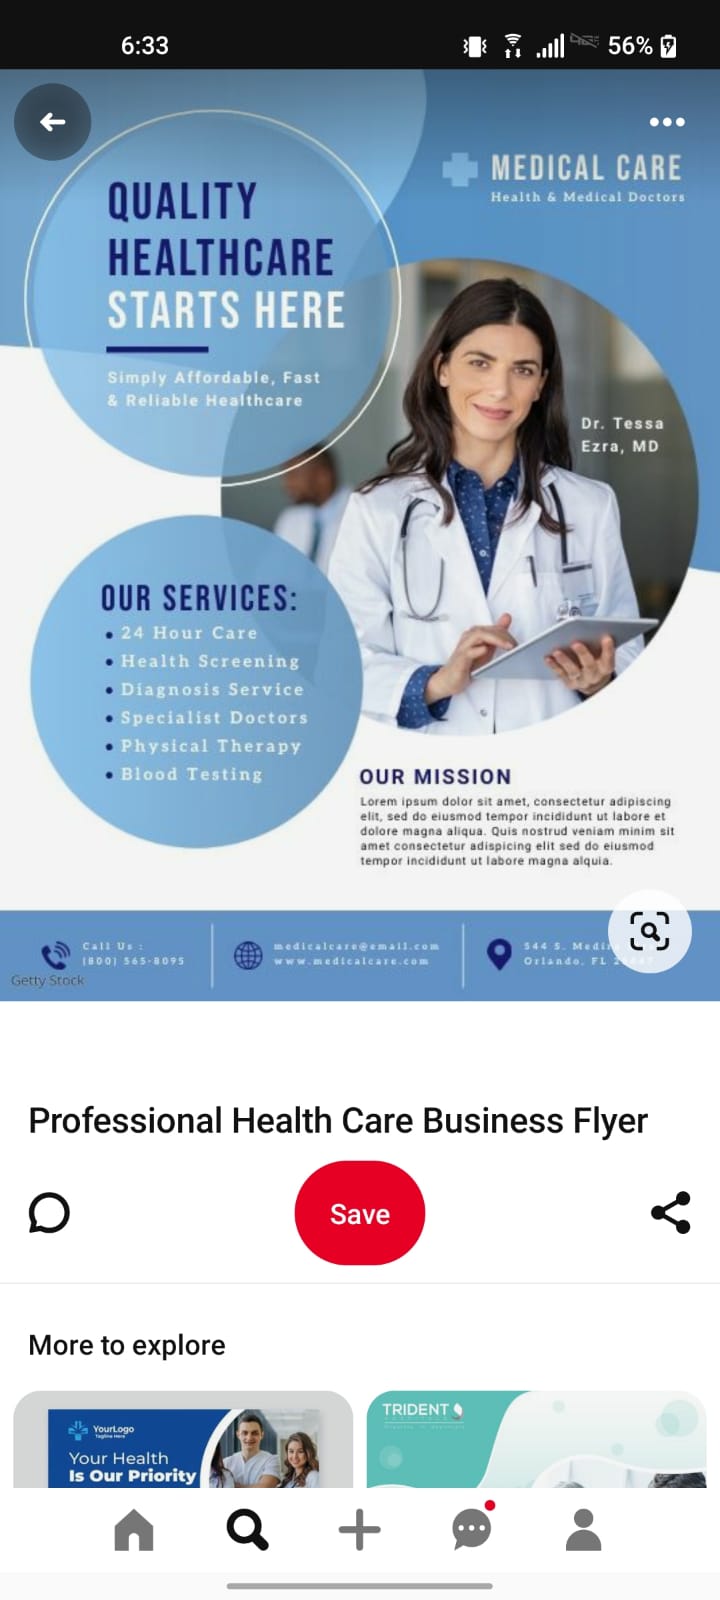 6:33
56%
QUALITY
HEALTHCARE
STARTS HERE
Simply Affordable, Fast
& Reliable Healthcare
MEDICAL CARE
Health & Medical Doctors
Dr. Tessa
Ezra, MD
OUR SERVICES:
• 24 Hour Care
• Health Screening
• Diagnosis Service
• Specialist Doctors
• Physical Therapy
• Blood Testing
OUR MISSION
Lorem ipsum dolor sit amet, consectetur adipiscing
elit, sed do eiusmod tempor incididunt ut labore et
dolore magna aliqua. Quis nostrud veniam minim sit
amet consectetur adispicing elit sed do eiusmod
tempor incididunt ut labore magna alquia.
Call Us :
(800) 565-8095
medicalcare@email.com
www.medicalcare.com
544 S.
Orlando, FL
Getty Stock
Professional Health Care Business Flyer
Save
More to explore
YourLogo
Tagline Here
Your Health
Is Our Priority
TRIDENT